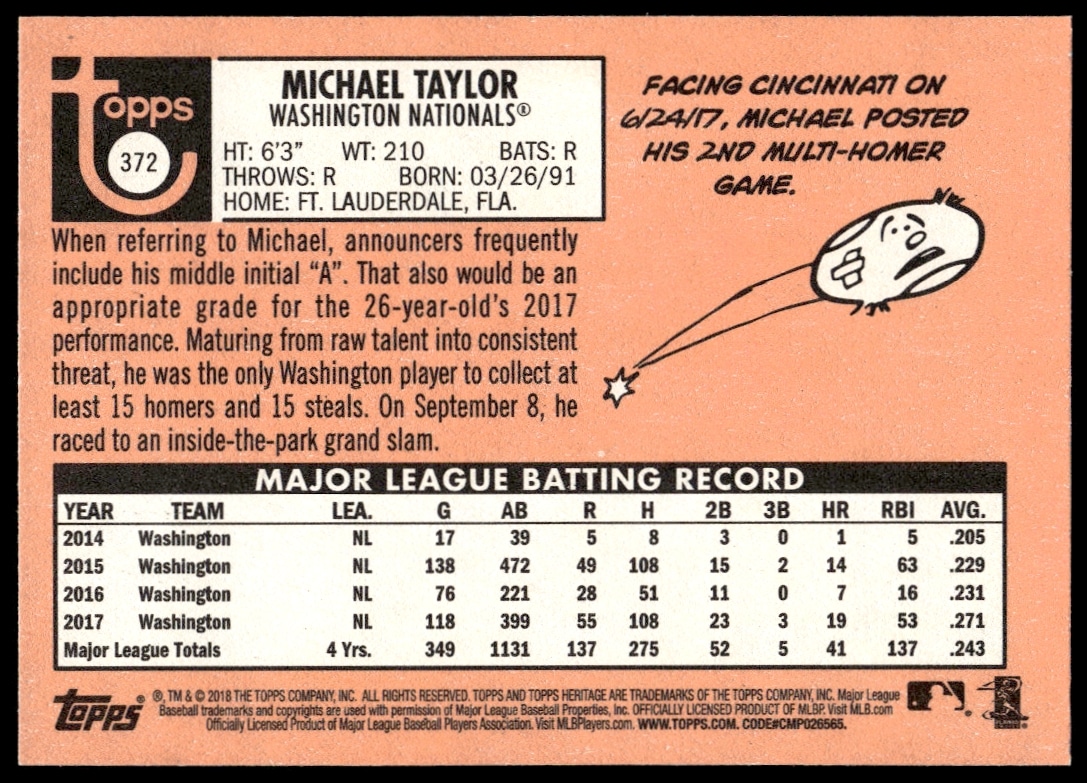 Topps
372
MICHAEL TAYLOR
WASHINGTON NATIONALS®
HT: 6'3" WT: 210 BATS: R
THROWS: R BORN: 03/26/91
HOME: FT. LAUDERDALE, FLA.
FACING CINCINNATI ON
6/24/17, MICHAEL POSTED
HIS 2ND MULTI-HOMER
GAME.
When referring to Michael, announcers frequently
include his middle initial “A”. That also would be an
appropriate grade for the 26-year-old's 2017
performance. Maturing from raw talent into consistent
threat, he was the only Washington player to collect at
least 15 homers and 15 steals. On September 8, he
raced to an inside-the-park grand slam.
MAJOR LEAGUE BATTING RECORD
YEAR TEAM LEA. G AB R H 2B 3B HR RBI AVG.
2014 Washington NL 17 39 5 8 3 0 1 5 .205
2015 Washington NL 138 472 49 108 15 2 14 63 .229
2016 Washington NL 76 221 28 51 11 0 7 16 .231
2017 Washington NL 118 399 55 108 23 3 19 53 .271
Major League Totals 4 Yrs. 349 1131 137 275 52 5 41 137 .243
Topps
®, TM & © 2018 THE TOPPS COMPANY, INC. ALL RIGHTS RESERVED. TOPPS AND TOPPS HERITAGE ARE TRADEMARKS OF THE TOPPS COMPANY, INC. Major League
Baseball trademarks and copyrights are used with permission of Major League Baseball Properties, Inc. OFFICIALLY LICENSED PRODUCT OF MLBP. Visit MLB.com
Officially Licensed Product of Major League Baseball Players Association. Visit MLBPlayers.com. WWW.TOPPS.COM. CODE#CMP026565.